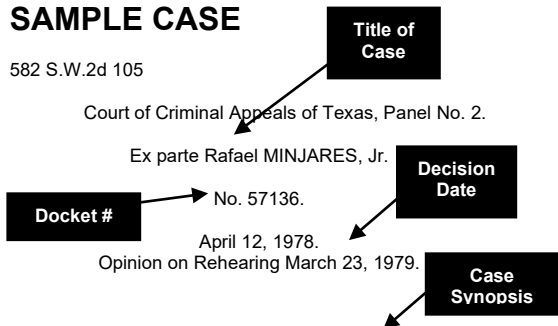 SAMPLE CASE
Title of
Case
582 S.W.2d 105
Court of Criminal Appeals of Texas, Panel No. 2.
Ex parte Rafael MINJARES, Jr.
Decision
Date
Docket #
No. 57136.
April 12, 1978.
Opinion on Rehearing March 23, 1979.
Case
Synopsis